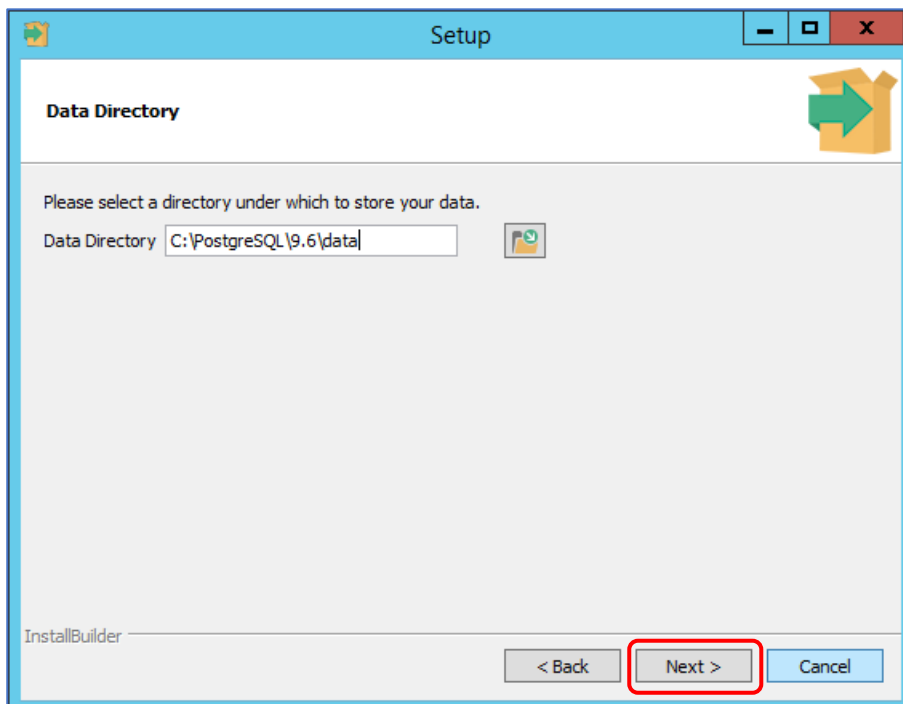 Setup
Data Directory
Please select a directory under which to store your data.
Data Directory C:\PostgreSQL\9.6\data
InstallBuilder
< Back Next > Cancel